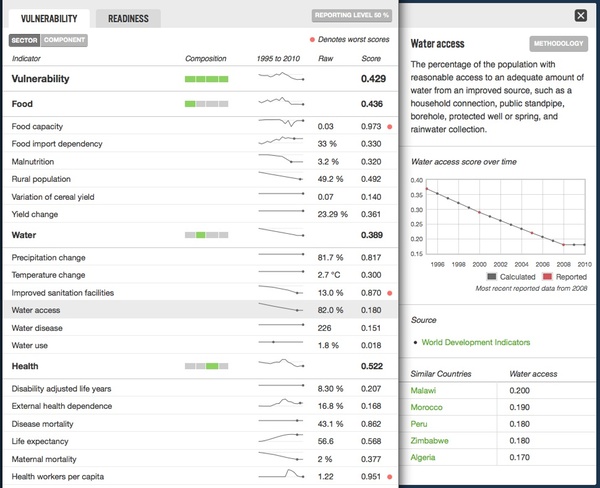 VULNERABILITY
READINESS
REPORTING LEVEL 50 %
SECTOR COMPONENT
Denotes worst scores
Indicator Composition 1995 to 2010 Raw Score
Vulnerability 0.429
Food 0.436
Food capacity 0.03 0.973
Food import dependency 33 % 0.330
Malnutrition 3.2 % 0.320
Rural population 49.2 % 0.492
Variation of cereal yield 0.07 0.140
Yield change 23.29 % 0.361
Water 0.389
Precipitation change 81.7 % 0.817
Temperature change 2.7 °C 0.300
Improved sanitation facilities 13.0 % 0.870
Water access 82.0 % 0.180
Water disease 226 0.151
Water use 1.8 % 0.018
Health 0.522
Disability adjusted life years 8.30 % 0.207
External health dependence 16.8 % 0.168
Disease mortality 43.1 % 0.862
Life expectancy 56.6 0.568
Maternal mortality 2 % 0.377
Health workers per capita 1.22 0.951
Water access
METHODOLOGY
The percentage of the population with
reasonable access to an adequate amount of
water from an improved source, such as a
household connection, public standpipe,
borehole, protected well or spring, and
rainwater collection.
Water access score over time
0.40
0.35
0.30
0.25
0.20
0.15
1996 1998 2000 2002 2004 2006 2008 2010
Calculated Reported
Most recent reported data from 2008
Source
World Development Indicators
Similar Countries Water access
Malawi 0.200
Morocco 0.190
Peru 0.180
Zimbabwe 0.180
Algeria 0.170